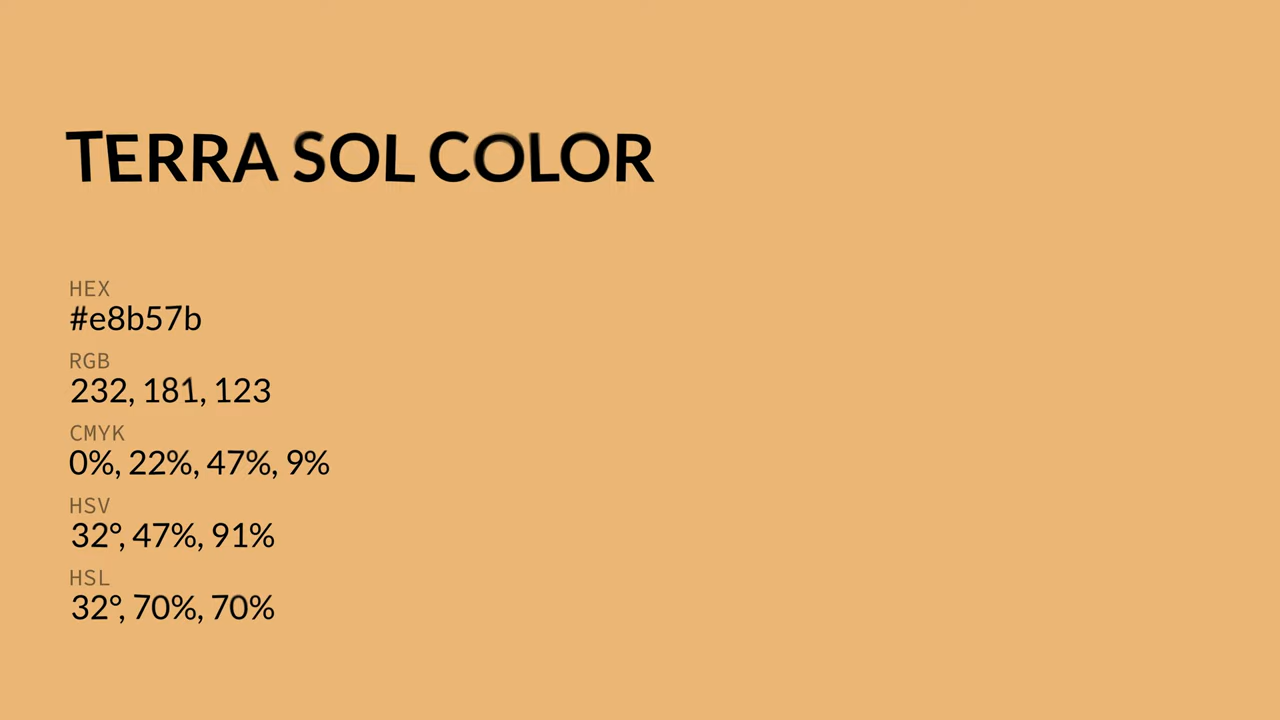 TERRA SOL COLOR
HEX
#e8b57b
RGB
232, 181, 123
CMYK
0%, 22%, 47%, 9%
HSV
32°, 47%, 91%
HSL
32°, 70%, 70%